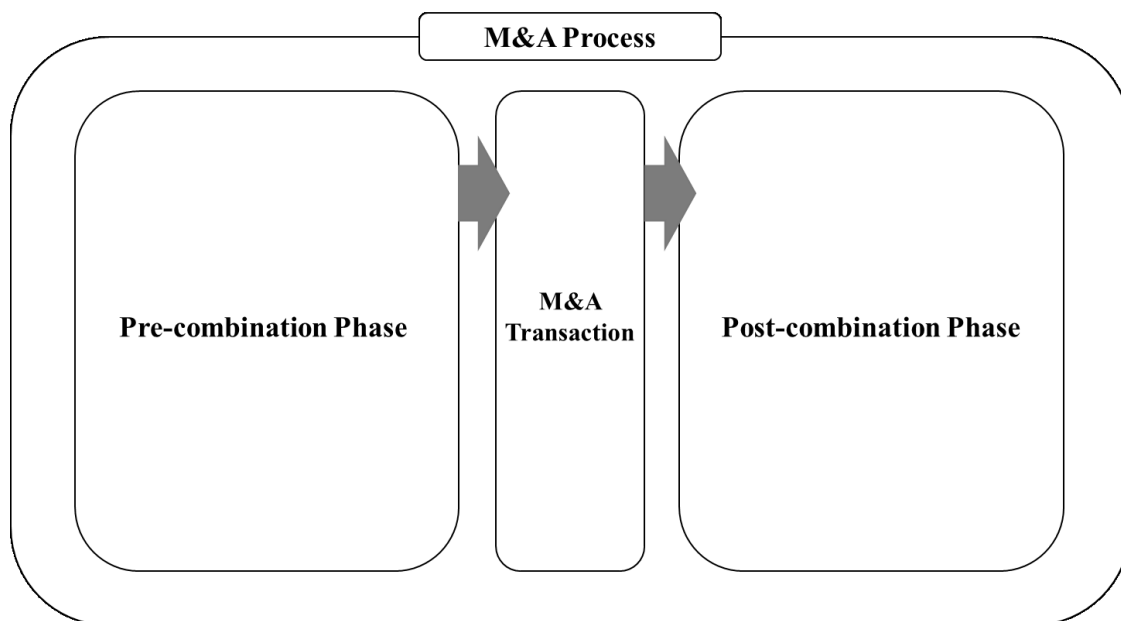 M&A Process
Pre-combination Phase
M&A
Transaction
Post-combination Phase